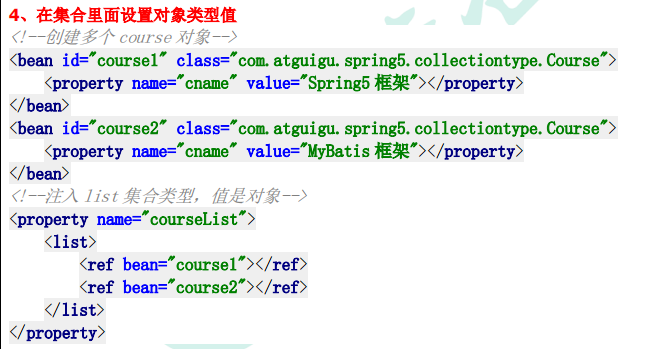 4、在集合里面设置对象类型值
<!--创建多个 course 对象-->
<bean id="course1" class="com.atguigu.spring5.collectiontype.Course">
    <property name="cname" value="Spring5 框架"></property>
</bean>
<bean id="course2" class="com.atguigu.spring5.collectiontype.Course">
    <property name="cname" value="MyBatis 框架"></property>
</bean>
<!--注入 list 集合类型，值是对象-->
<property name="courseList">
    <list>
        <ref bean="course1"></ref>
        <ref bean="course2"></ref>
    </list>
</property>